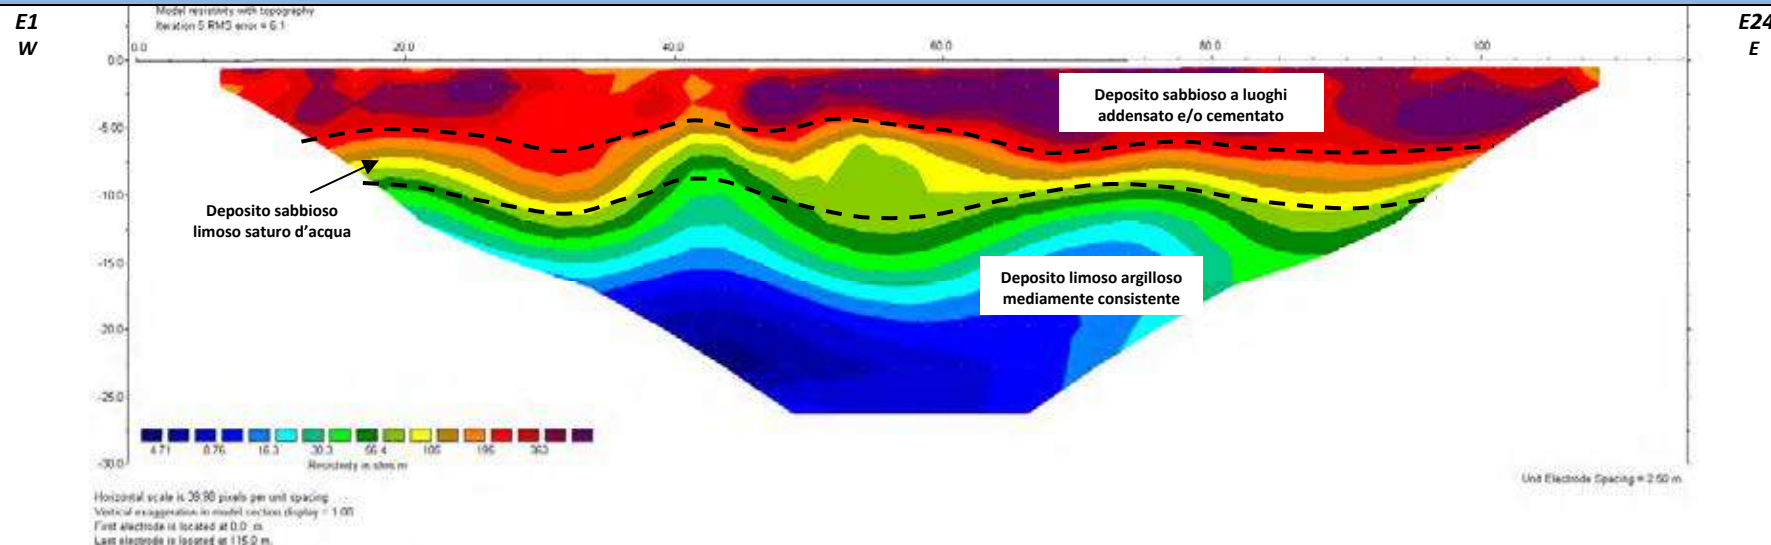 Model resistivity with topography
E1
Iteration 5 RMS error = 6.1
E24
W
E
0.0 20.0 40.0 60.0 80.0 100
0.0
Deposito sabbioso a luoghi
addensato e/o cementato
-5.00
-10.0
Deposito sabbioso
limoso saturo d'acqua
-15.0
Deposito limoso argilloso
mediamente consistente
-20.0
-25.0
4.71 8.76 16.3 30.3 56.4 105 195 363
-30.0
Resistivity in ohm.m
Unit Electrode Spacing = 2.50 m.
Horizontal scale is 39.98 pixels per unit spacing
Vertical exaggeration in model section display = 1.00
First electrode is located at 0.0 m.
Last electrode is located at 115.0 m.